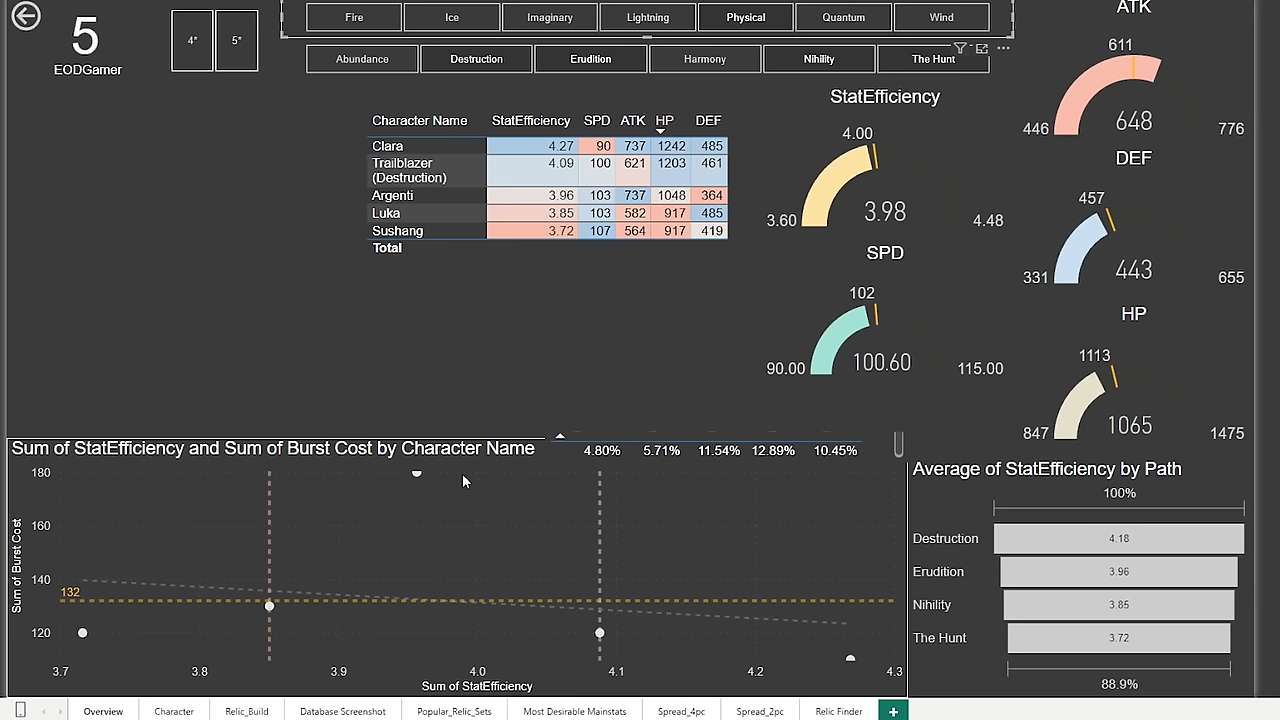 5
EODGamer
4*
5*
Fire Ice Imaginary Lightning Physical Quantum Wind
Abundance Destruction Erudition Harmony Nihility The Hunt
Character Name StatEfficiency SPD ATK HP DEF
Clara 4.27 90 737 1242 485
Trailblazer (Destruction) 4.09 100 621 1203 461
Argenti 3.96 103 737 1048 364
Luka 3.85 103 582 917 485
Sushang 3.72 107 564 917 419
Total
StatEfficiency
4.00
3.60 3.98 4.48
SPD
102
90.00 100.60 115.00
ATK
611
446 648 776
DEF
457
331 443 655
HP
1113
847 1065 1475
4.80% 5.71% 11.54% 12.89% 10.45%
Sum of StatEfficiency and Sum of Burst Cost by Character Name
Sum of Burst Cost
180
160
140
132
120
3.7 3.8 3.9 4.0 4.1 4.2 4.3
Sum of StatEfficiency
Average of StatEfficiency by Path
100%
Destruction 4.18
Erudition 3.96
Nihility 3.85
The Hunt 3.72
88.9%
Overview Character Relic_Build Database Screenshot Popular_Relic_Sets Most Desirable Mainstats Spread_4pc Spread_2pc Relic Finder +